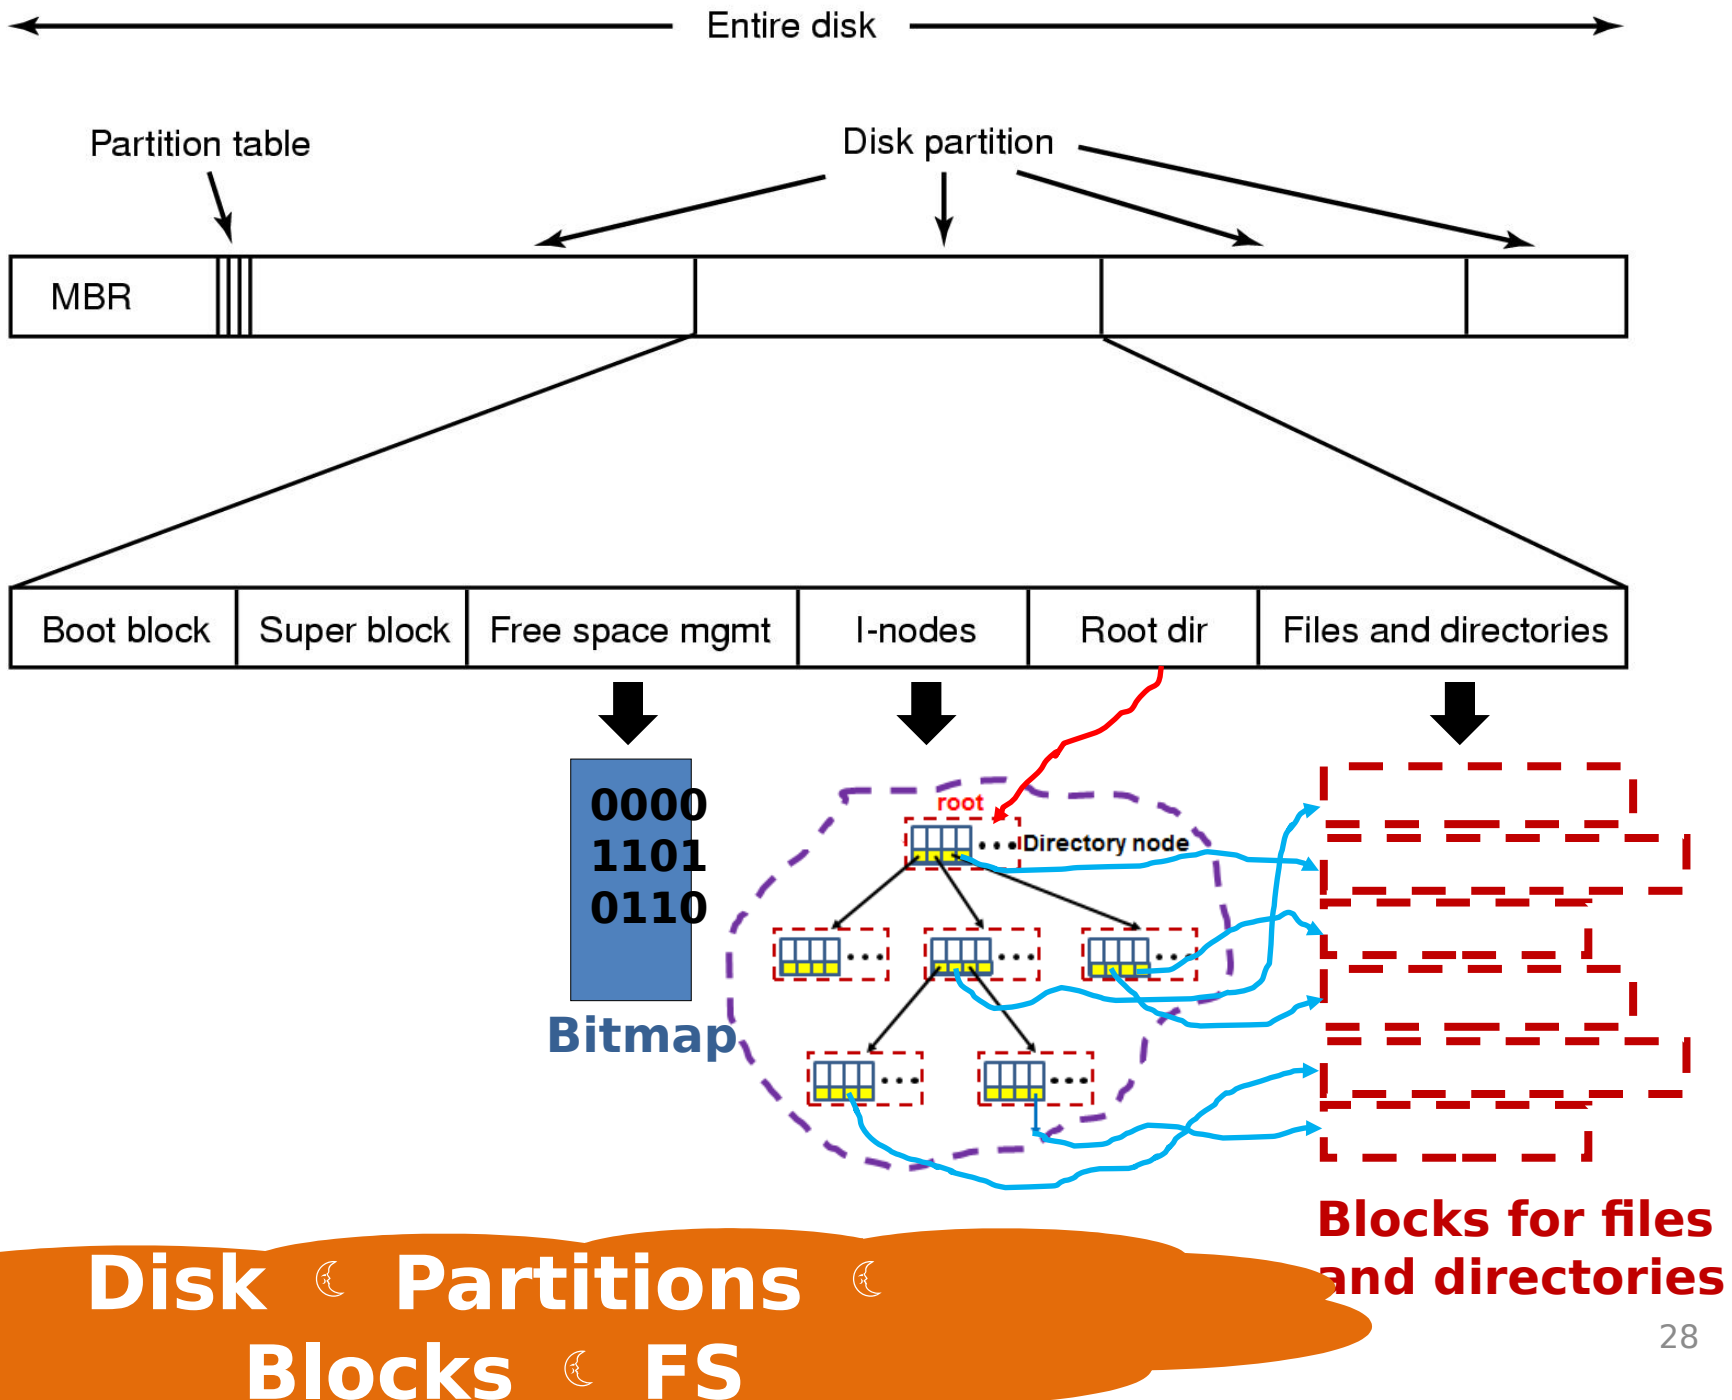 Entire disk
Partition table
Disk partition
MBR
Boot block
Super block
Free space mgmt
I-nodes
Root dir
Files and directories
0000
1101
0110
Bitmap
root
Directory node
Blocks for files
and directories
Disk ☾ Partitions ☾
Blocks ☾ FS
28